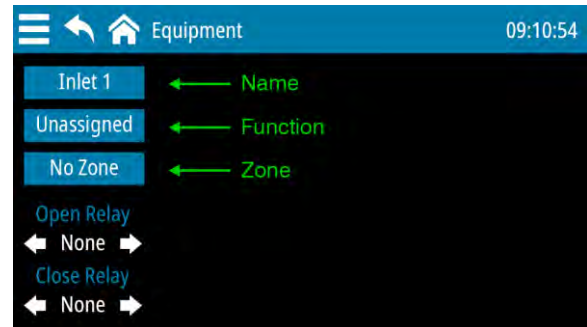 Equipment 09:10:54
Inlet 1 Name
Unassigned Function
No Zone Zone
Open Relay
None
Close Relay
None